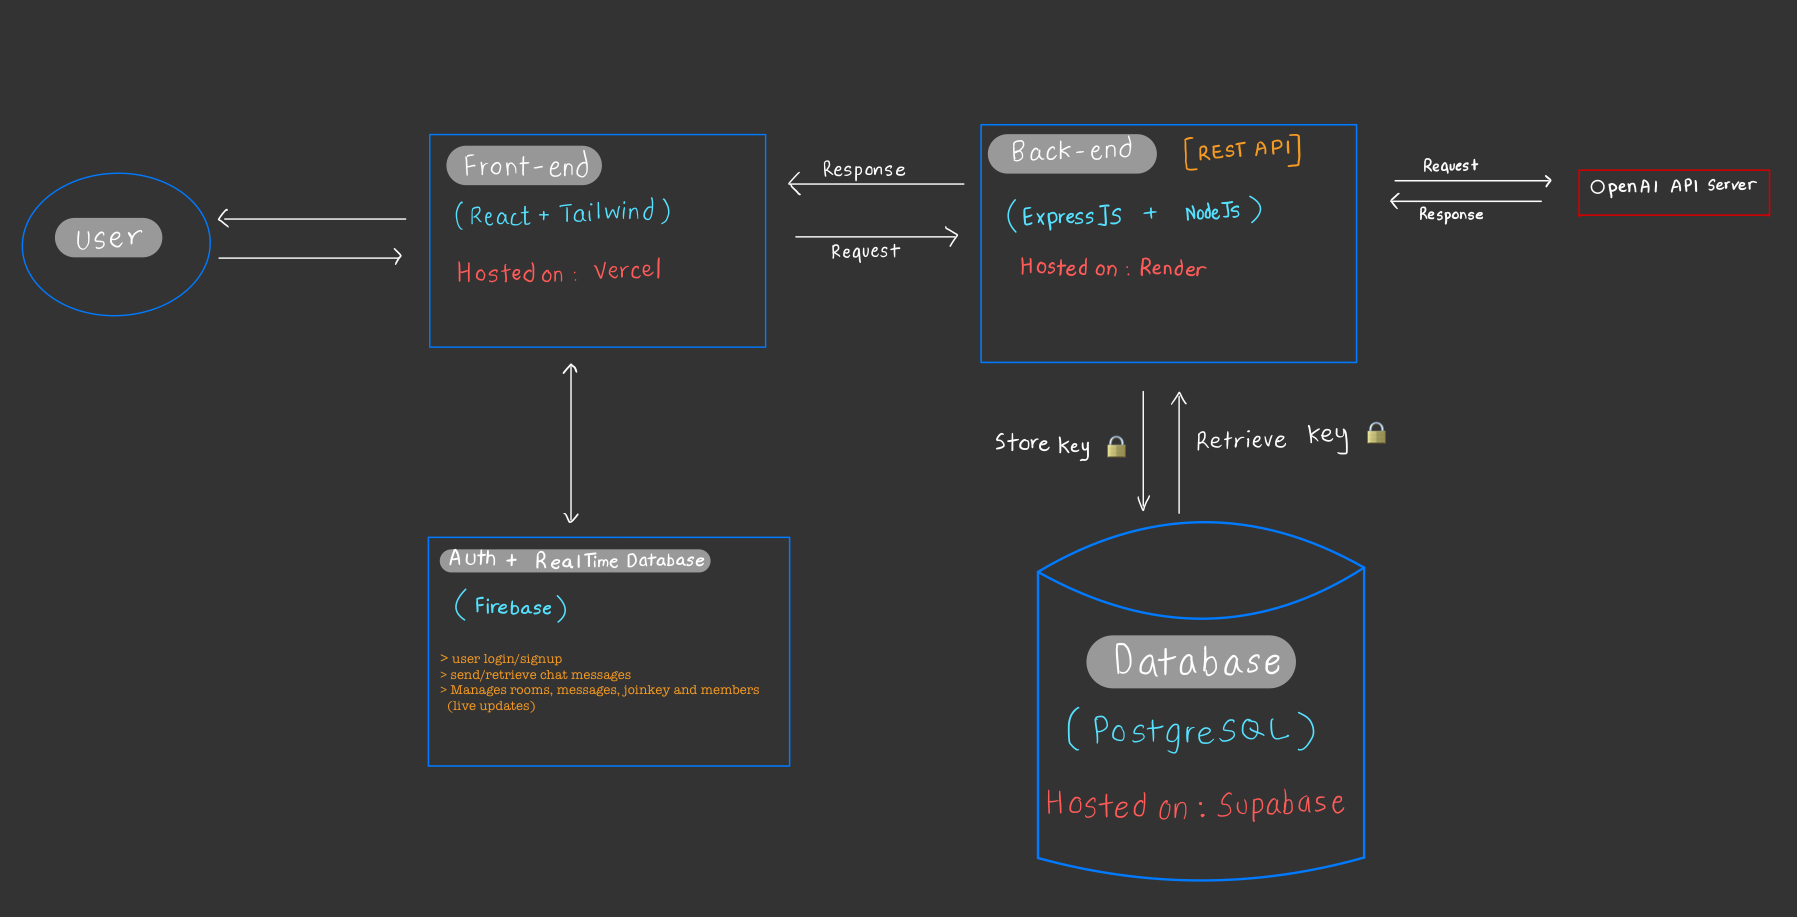 user
Front-end
(React + Tailwind)
Hosted on : Vercel
Response
Request
Back-end [REST API]
(ExpressJS + NodeJs)
Hosted on : Render
Request
Response
OpenAI API Server
Store key 🔒
Retrieve key 🔒
Auth + RealTime Database
(Firebase)
> user login/signup
> send/retrieve chat messages
> Manages rooms, messages, joinkey and members
(live updates)
Database
(PostgreSQL)
Hosted on : Supabase